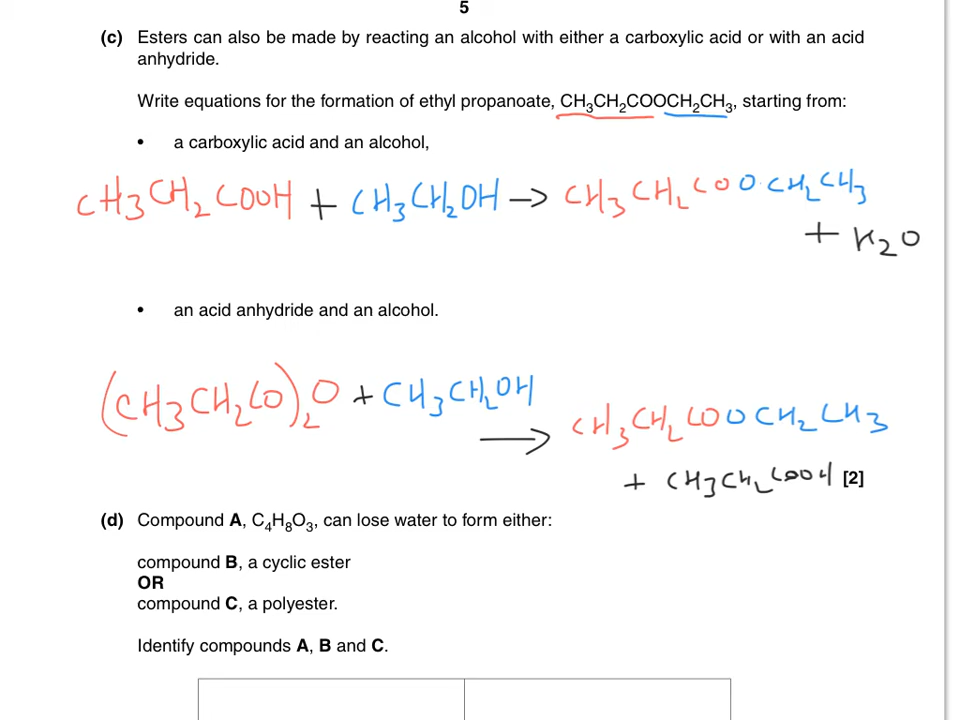 5
(c) Esters can also be made by reacting an alcohol with either a carboxylic acid or with an acid
anhydride.
Write equations for the formation of ethyl propanoate, CH₃CH₂COOCH₂CH₃, starting from:
• a carboxylic acid and an alcohol,
CH₃CH₂COOH + CH₃CH₂OH → CH₃CH₂COO CH₂CH₃
+ H₂O
• an acid anhydride and an alcohol.
(CH₃CH₂CO)₂O + CH₃CH₂OH
→ CH₃CH₂COOCH₂CH₃
+ CH₃CH₂COOH [2]
(d) Compound A, C₄H₈O₃, can lose water to form either:
compound B, a cyclic ester
OR
compound C, a polyester.
Identify compounds A, B and C.